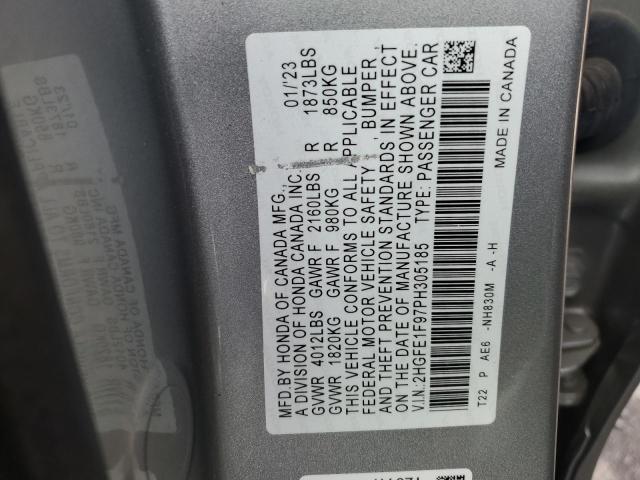 MFD.BY HONDA OF CANADA MFG., 01/23
A DIVISION OF HONDA CANADA INC.
GVWR 4012LBS GAWR F 2160LBS R 1873LBS
GVWR 1820KG GAWR F 980KG R 850KG
THIS VEHICLE CONFORMS TO ALL APPLICABLE
FEDERAL MOTOR VEHICLE SAFETY, BUMPER,
AND THEFT PREVENTION STANDARDS IN EFFECT
ON THE DATE OF MANUFACTURE SHOWN ABOVE.
V.I.N.:2HGFE1F97PH305185 TYPE: PASSENGER CAR
T22 P AE6 -NH830M -A -H
MADE IN CANADA